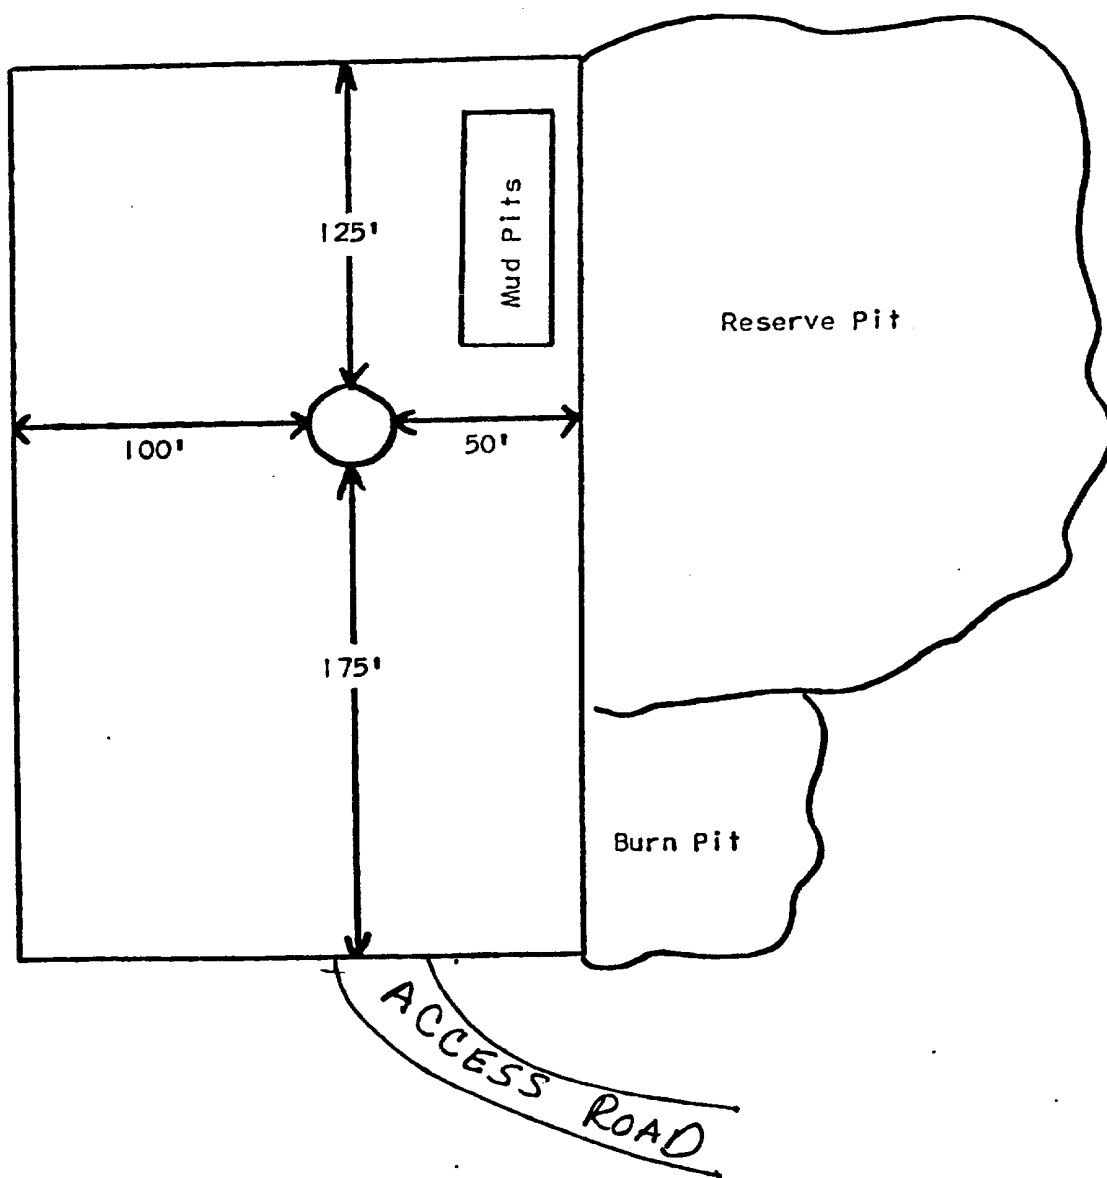 125'
Mud Pits
Reserve Pit
100'
50'
175'
Burn Pit
ACCESS ROAD